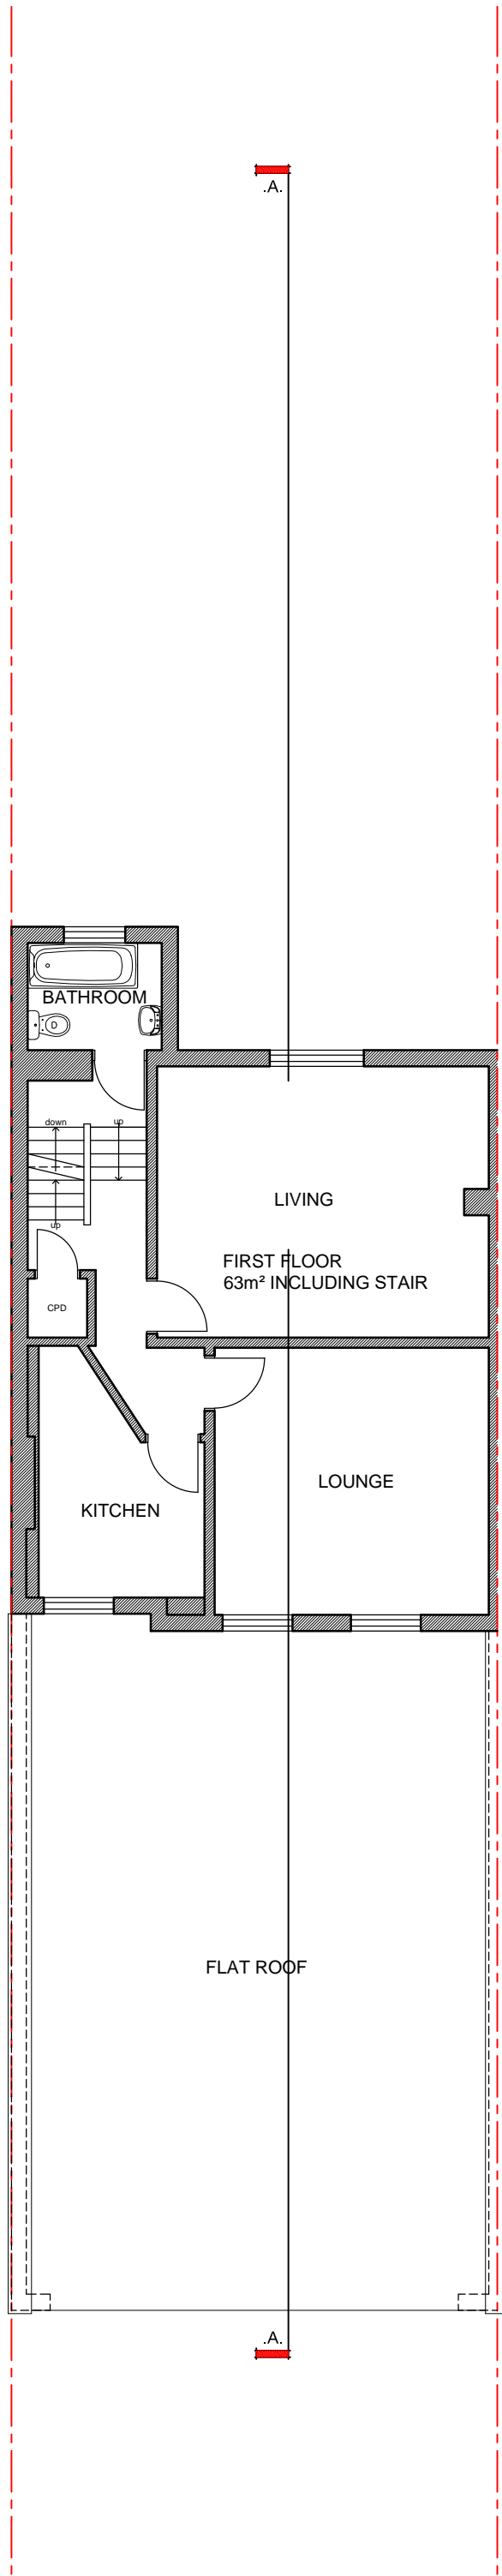 .A.
BATHROOM
D
down
up
up
LIVING
FIRST FLOOR
63m² INCLUDING STAIR
CPD
LOUNGE
KITCHEN
FLAT ROOF
.A.